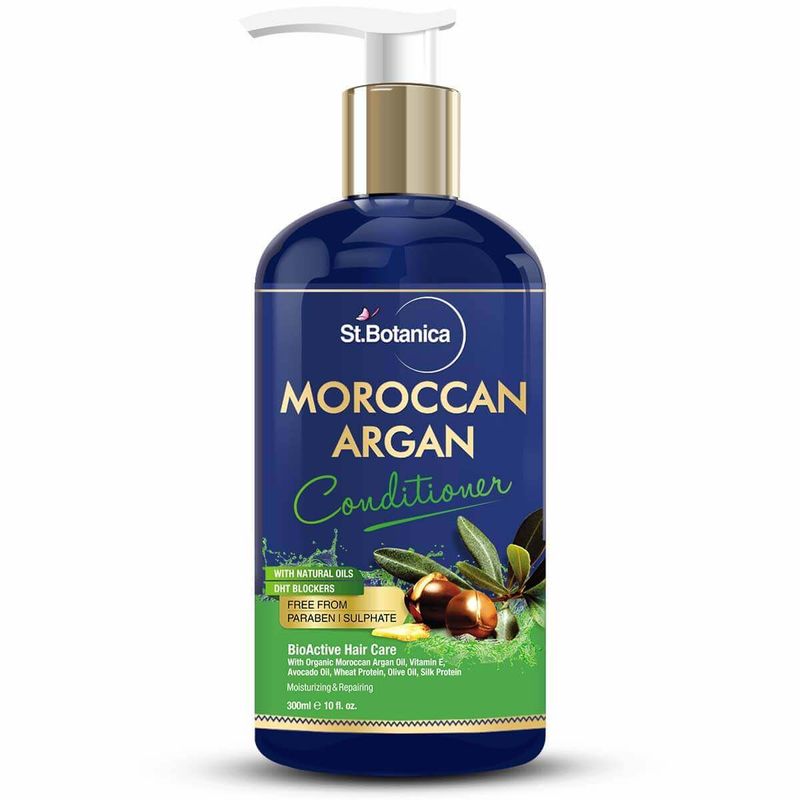 St.Botanica
MOROCCAN
ARGAN
Conditioner
WITH NATURAL OILS
DHT BLOCKERS
FREE FROM
PARABEN | SULPHATE
BioActive Hair Care
With Organic Moroccan Argan Oil, Vitamin E,
Avocado Oil, Wheat Protein, Olive Oil, Silk Protein
Moisturizing & Repairing
300ml ℮ 10 fl. oz.